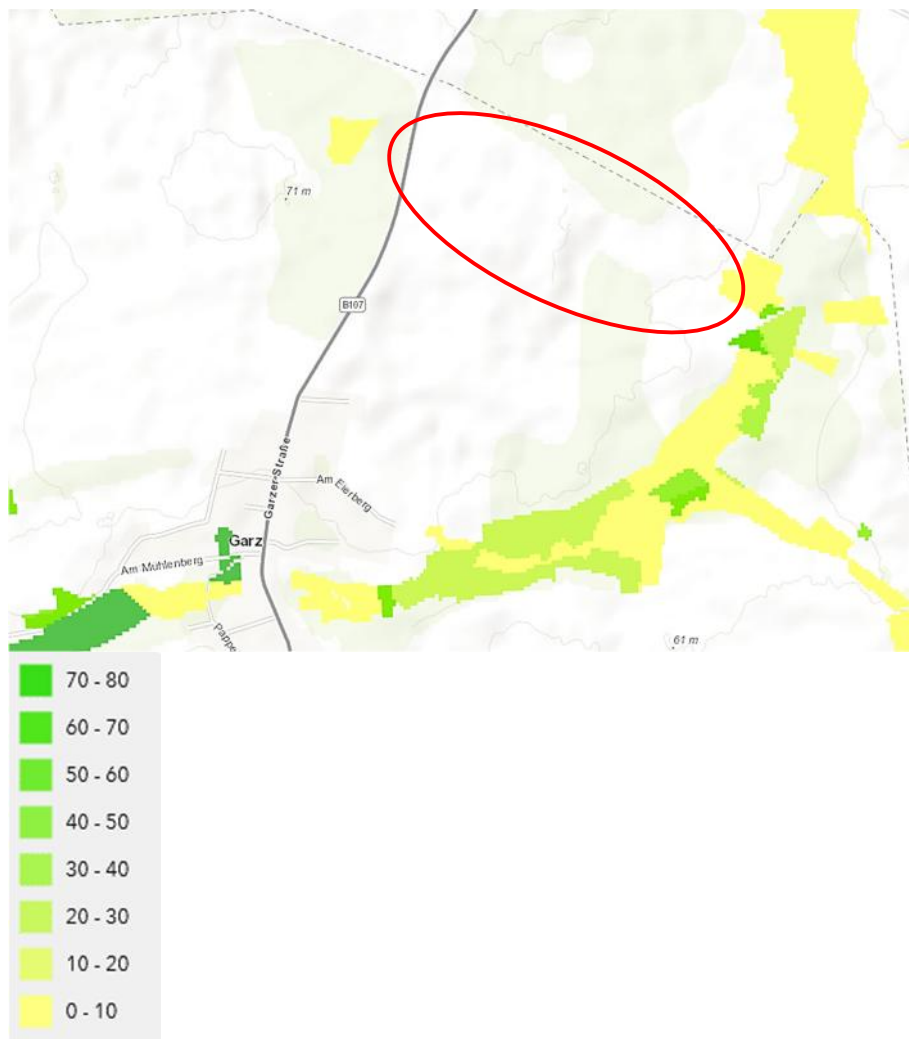 71 m
B107
Garzer-Straße
Am Eierberg
Garz
Am Mühlenberg
Pappe
61 m
70 - 80
60 - 70
50 - 60
40 - 50
30 - 40
20 - 30
10 - 20
0 - 10